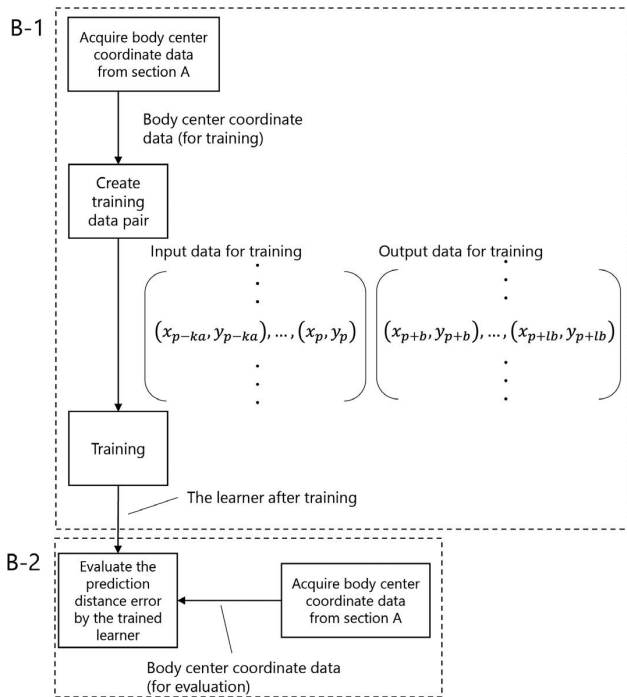 B-1
Acquire body center
coordinate data
from section A
Body center coordinate
data (for training)
Create
training
data pair
Input data for training
Output data for training
(x_{p−ka}, y_{p−ka}), ..., (x_p, y_p)
(x_{p+b}, y_{p+b}), ..., (x_{p+lb}, y_{p+lb})
Training
The learner after training
B-2
Evaluate the
prediction
distance error
by the trained
learner
Acquire body center
coordinate data
from section A
Body center coordinate data
(for evaluation)